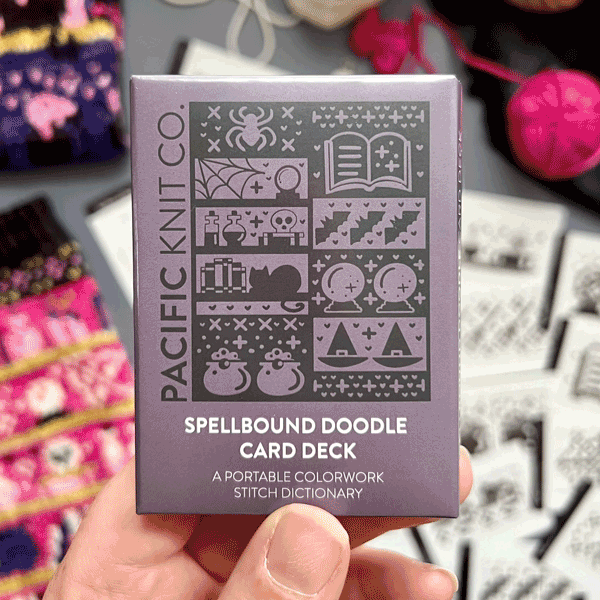 PACIFIC KNIT CO.
SPELLBOUND DOODLE
CARD DECK
A PORTABLE COLORWORK
STITCH DICTIONARY